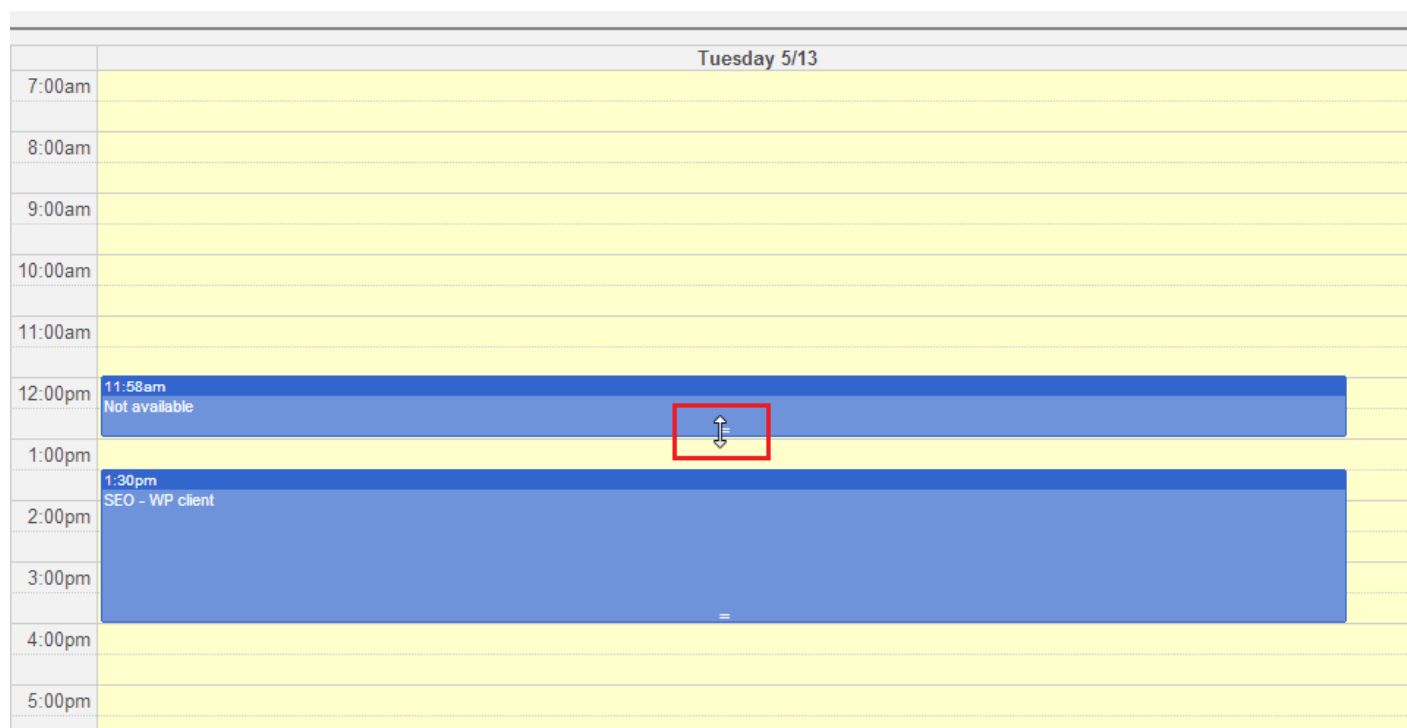 Tuesday 5/13
7:00am
8:00am
9:00am
10:00am
11:00am
12:00pm
11:58am
Not available
=
1:00pm
1:30pm
SEO - WP client
2:00pm
3:00pm
=
4:00pm
5:00pm